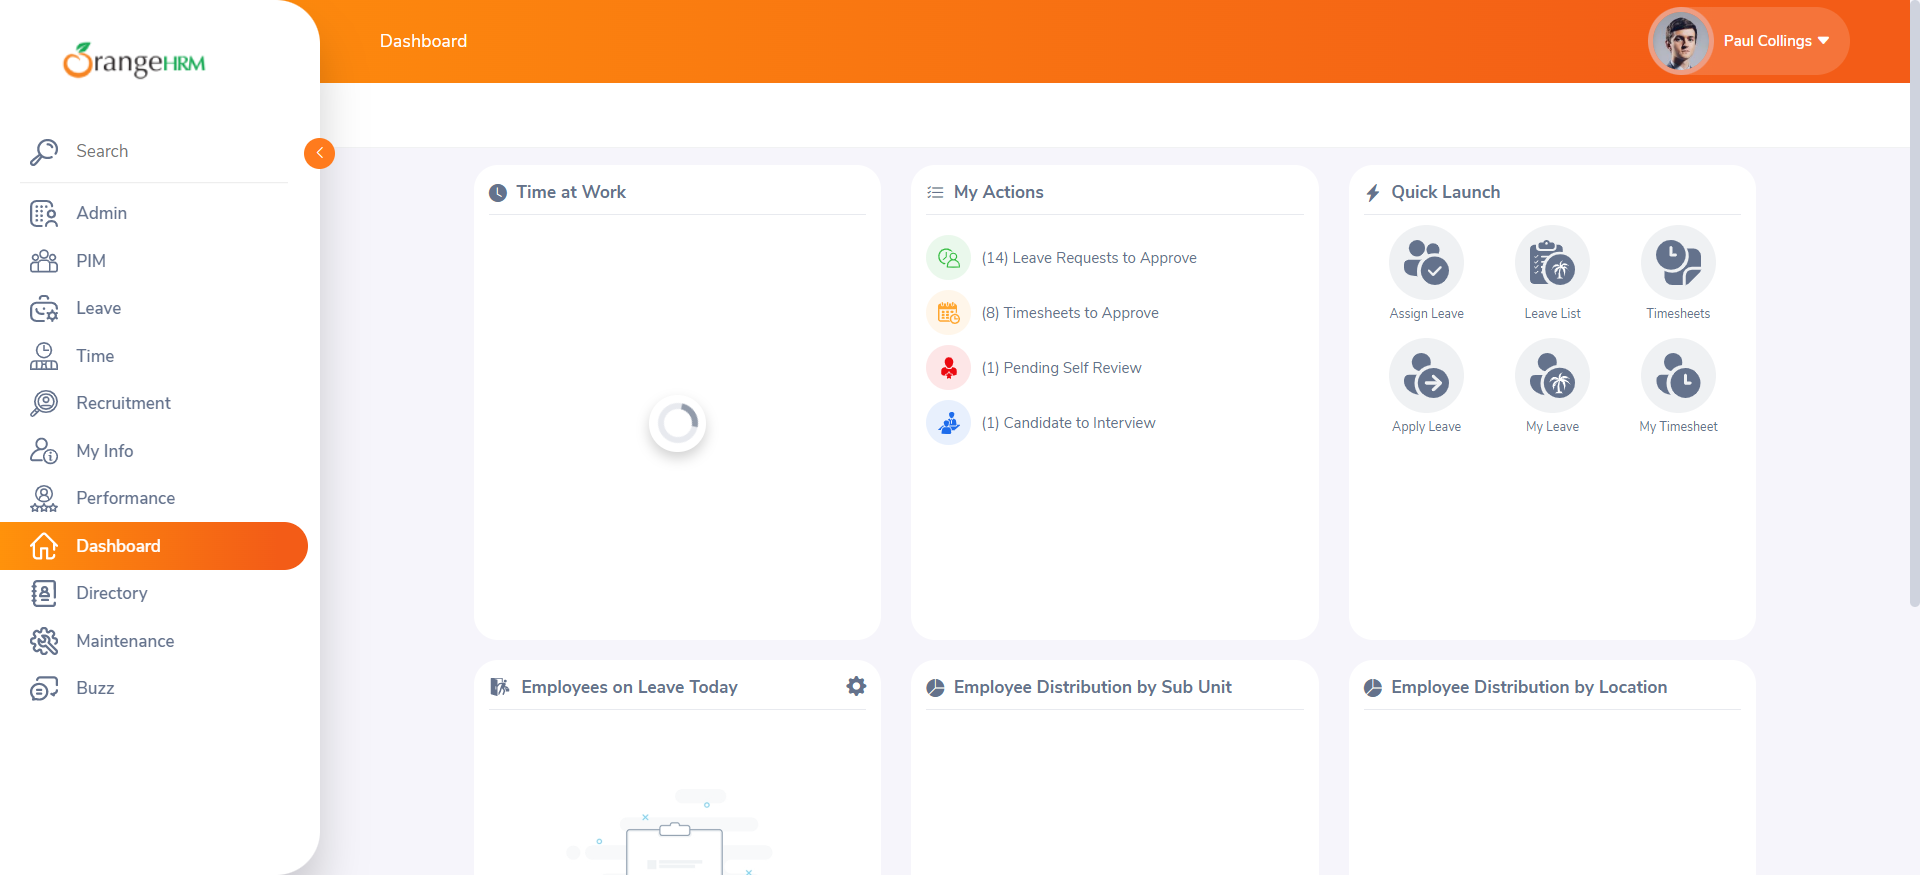 OrangeHRM
Search
Admin
PIM
Leave
Time
Recruitment
My Info
Performance
Dashboard
Directory
Maintenance
Buzz
Dashboard
Paul Collings
Time at Work
My Actions
(14) Leave Requests to Approve
(8) Timesheets to Approve
(1) Pending Self Review
(1) Candidate to Interview
Quick Launch
Assign Leave
Leave List
Timesheets
Apply Leave
My Leave
My Timesheet
Employees on Leave Today
Employee Distribution by Sub Unit
Employee Distribution by Location